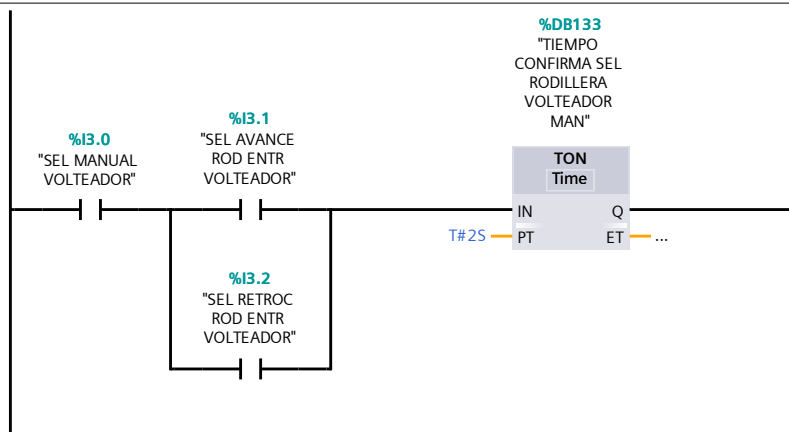 %DB133
"TIEMPO
CONFIRMA SEL
RODILLERA
VOLTEADOR
MAN"
%I3.0
"SEL MANUAL
VOLTEADOR"
%I3.1
"SEL AVANCE
ROD ENTR
VOLTEADOR"
TON
Time
IN Q
T#2S PT ET ...
%I3.2
"SEL RETROC
ROD ENTR
VOLTEADOR"